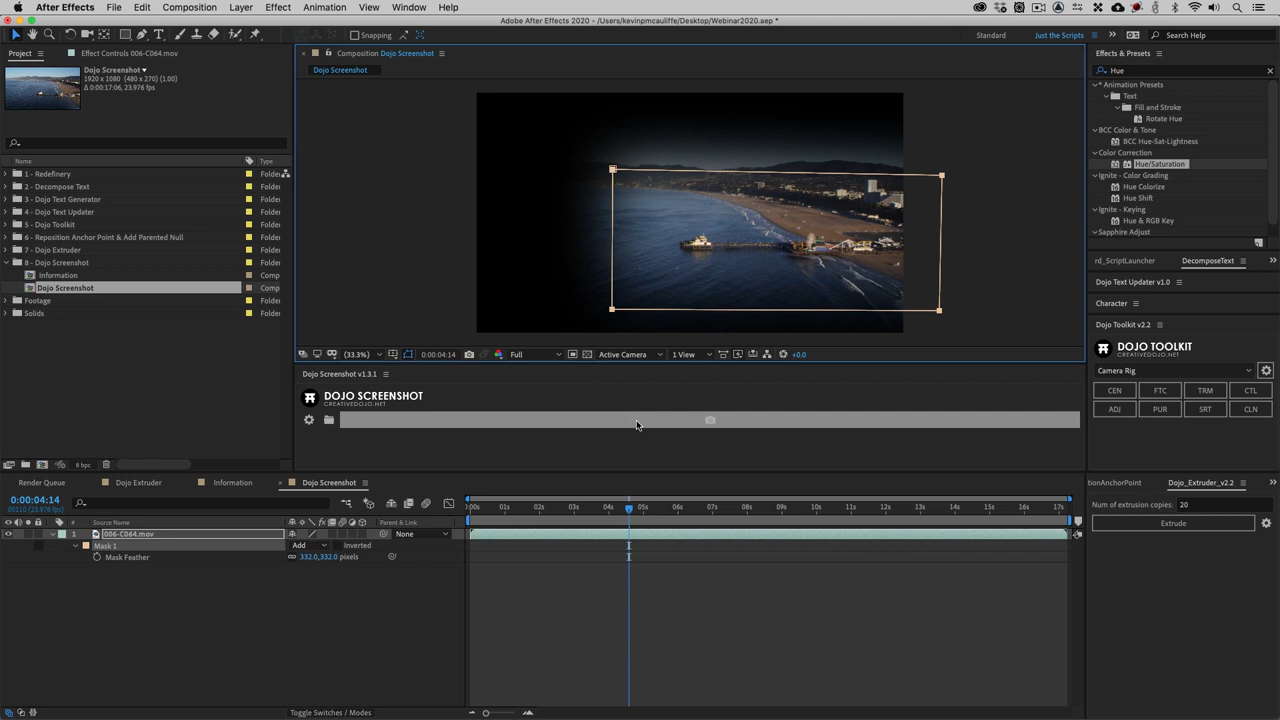 After Effects File Edit Composition Layer Effect Animation View Window Help
Adobe After Effects 2020 - /Users/kevinpmcauliffe/Desktop/Webinar2020.aep *
Snapping
Standard Just the Scripts Search Help
Project Effect Controls 006-C064.mov
Composition Dojo Screenshot
Effects & Presets
Dojo Screenshot
1920 x 1080 (480 x 270) (1.00)
Δ 0:00:17:06, 23.976 fps
Dojo Screenshot
Hue
* Animation Presets
Text
Fill and Stroke
Rotate Hue
BCC Color & Tone
BCC Hue-Sat-Lightness
Color Correction
Hue/Saturation
Ignite - Color Grading
Hue Colorize
Hue Shift
Ignite - Keying
Hue & RGB Key
Sapphire Adjust
Name Type
1 - Redefinery Folder
2 - Decompose Text Folder
3 - Dojo Text Generator Folder
4 - Dojo Text Updater Folder
5 - Dojo Toolkit Folder
6 - Reposition Anchor Point & Add Parented Null Folder
7 - Dojo Extruder Folder
8 - Dojo Screenshot Folder
Information Comp
Dojo Screenshot Comp
Footage Folder
Solids Folder
rd_ScriptLauncher DecomposeText
Dojo Text Updater v1.0
Character
Dojo Toolkit v2.2
DOJO TOOLKIT
CREATIVEDOJO.NET
Camera Rig
CEN FTC TRM CTL
ADJ PUR SRT CLN
(33.3%) 0:00:04:14 Full Active Camera 1 View +0.0
Dojo Screenshot v1.3.1
DOJO SCREENSHOT
CREATIVEDOJO.NET
8 bpc
Render Queue Dojo Extruder Information Dojo Screenshot
0:00:04:14
00110 (23.976 fps)
# Source Name Parent & Link
1 006-C064.mov None
Mask 1 Add Inverted
Mask Feather 332.0,332.0 pixels
:00s 01s 02s 03s 04s 05s 06s 07s 08s 09s 10s 11s 12s 13s 14s 15s 16s 17s
tionAnchorPoint Dojo_Extruder_v2.2
Num of extrusion copies: 20
Extrude
Toggle Switches / Modes